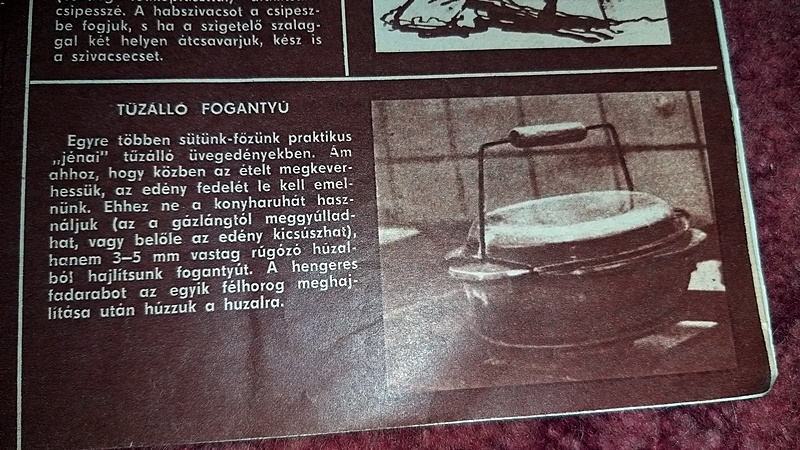 csipesszé. A habszivacsot a csipesz-
be fogjuk, s ha a szigetelő szalag-
gal két helyen átcsavarjuk, kész is
a szivacsecset.
TŰZÁLLÓ FOGANTYÚ
Egyre többen sütünk-főzünk praktikus
„jénai" tűzálló üvegedényekben. Ám
ahhoz, hogy közben az ételt megkever-
hessük, az edény fedelét le kell emel-
nünk. Ehhez ne a konyharuhát hasz-
náljuk (az a gázlángtól meggyullad-
hat, vagy belőle az edény kicsúszhat),
hanem 3–5 mm vastag rúgózó húzal-
ból hajlítsunk fogantyút. A hengeres
fadarabot az egyik félhorog meghaj-
lítása után húzzuk a huzalra.